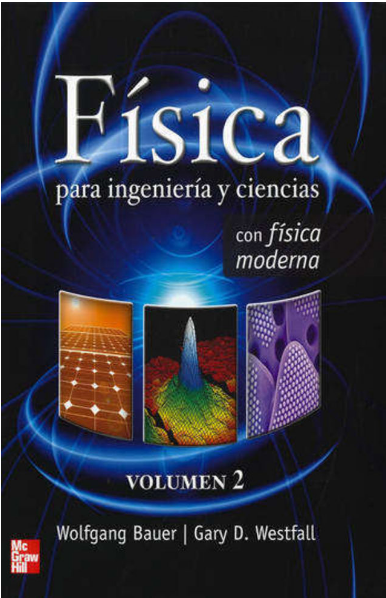 Física
para ingeniería y ciencias
con física
moderna
VOLUMEN 2
Wolfgang Bauer | Gary D. Westfall
Mc
Graw
Hill